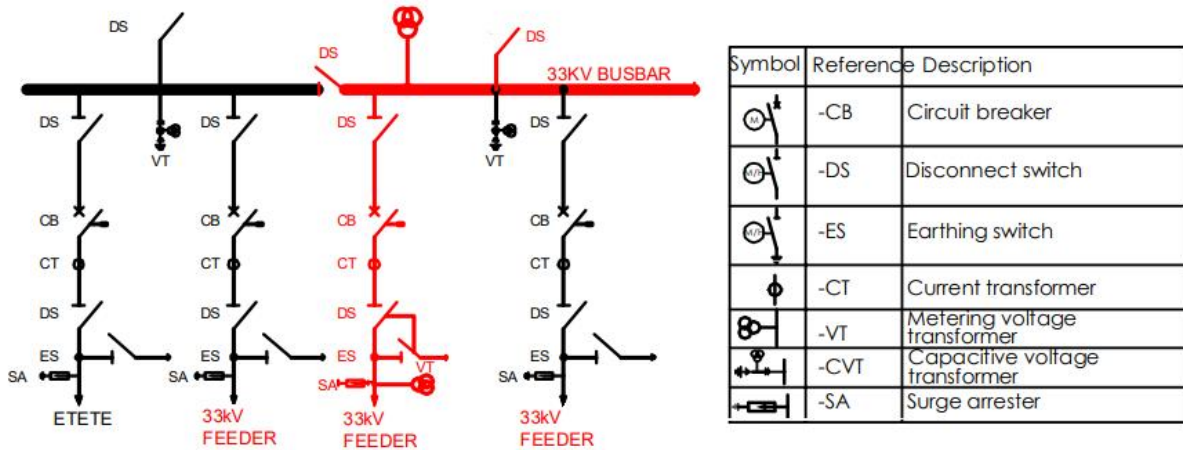 DS
DS
DS
33KV BUSBAR
DS
VT
DS
DS
VT
DS
CB
CB
CB
CB
CT
CT
CT
CT
DS
DS
DS
DS
ES
ES
ES
VT
ES
SA
SA
SA
SA
ETETE
33kV
FEEDER
33kV
FEEDER
33kV
FEEDER
Symbol Reference Description
M -CB Circuit breaker
M/H -DS Disconnect switch
M/H -ES Earthing switch
-CT Current transformer
-VT Metering voltage
transformer
-CVT Capacitive voltage
transformer
-SA Surge arrester